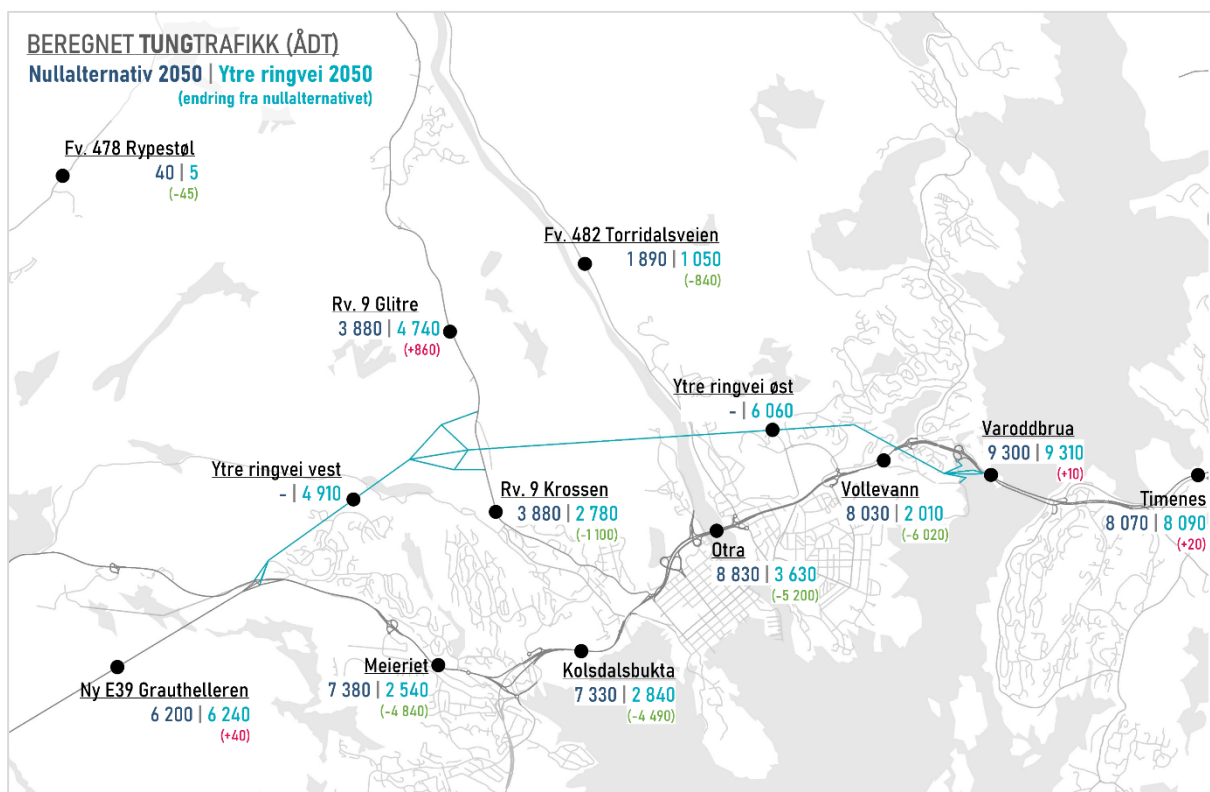 BEREGNET TUNGTRAFIKK (ÅDT)
Nullalternativ 2050 | Ytre ringvei 2050
(endring fra nullalternativet)
Fv. 478 Rypestøl
40 | 5
(-45)
Fv. 482 Torridalsveien
1 890 | 1 050
(-840)
Rv. 9 Glitre
3 880 | 4 740
(+860)
Ytre ringvei øst
- | 6 060
Varoddbrua
9 300 | 9 310
(+10)
Ytre ringvei vest
- | 4 910
Rv. 9 Krossen
3 880 | 2 780
(-1 100)
Vollevann
8 030 | 2 010
(-6 020)
Timenes
8 070 | 8 090
(+20)
Otra
8 830 | 3 630
(-5 200)
Meieriet
7 380 | 2 540
(-4 840)
Kolsdalsbukta
7 330 | 2 840
(-4 490)
Ny E39 Grauthelleren
6 200 | 6 240
(+40)